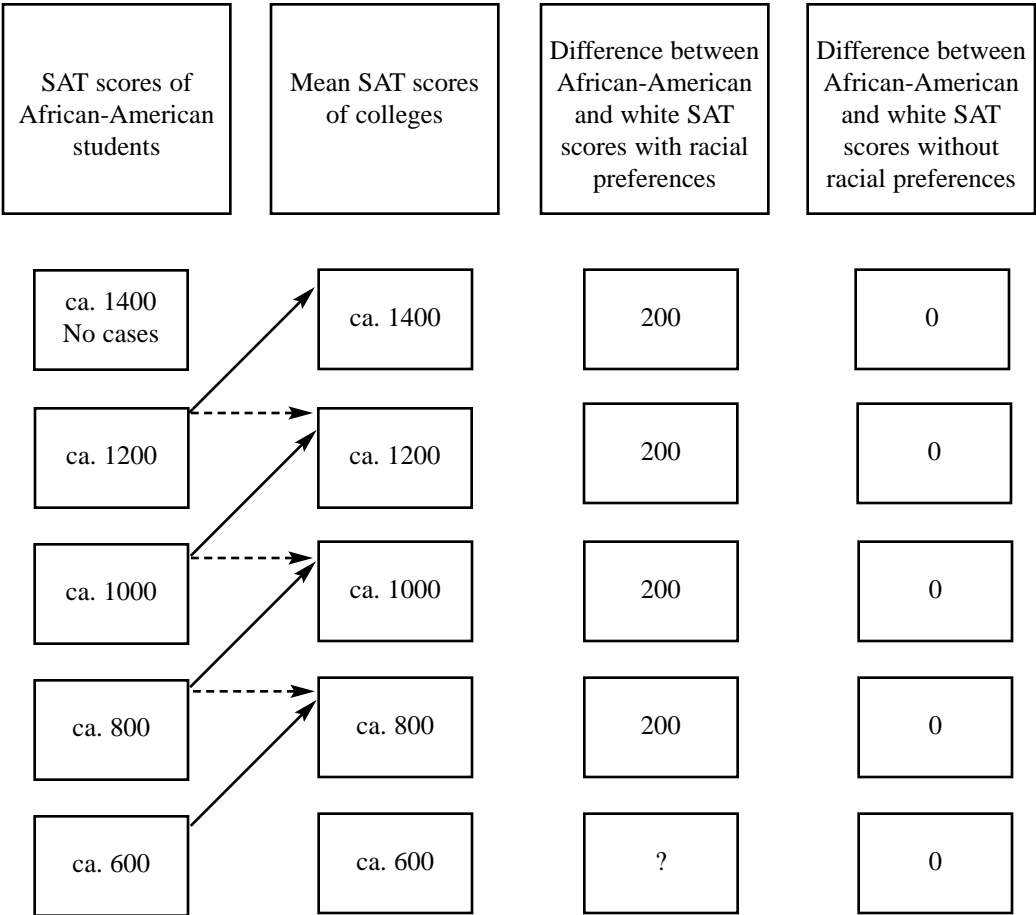 SAT scores of
African-American
students
Mean SAT scores
of colleges
Difference between
African-American
and white SAT
scores with racial
preferences
Difference between
African-American
and white SAT
scores without
racial preferences
ca. 1400
No cases
ca. 1400
200
0
ca. 1200
ca. 1200
200
0
ca. 1000
ca. 1000
200
0
ca. 800
ca. 800
200
0
ca. 600
ca. 600
?
0